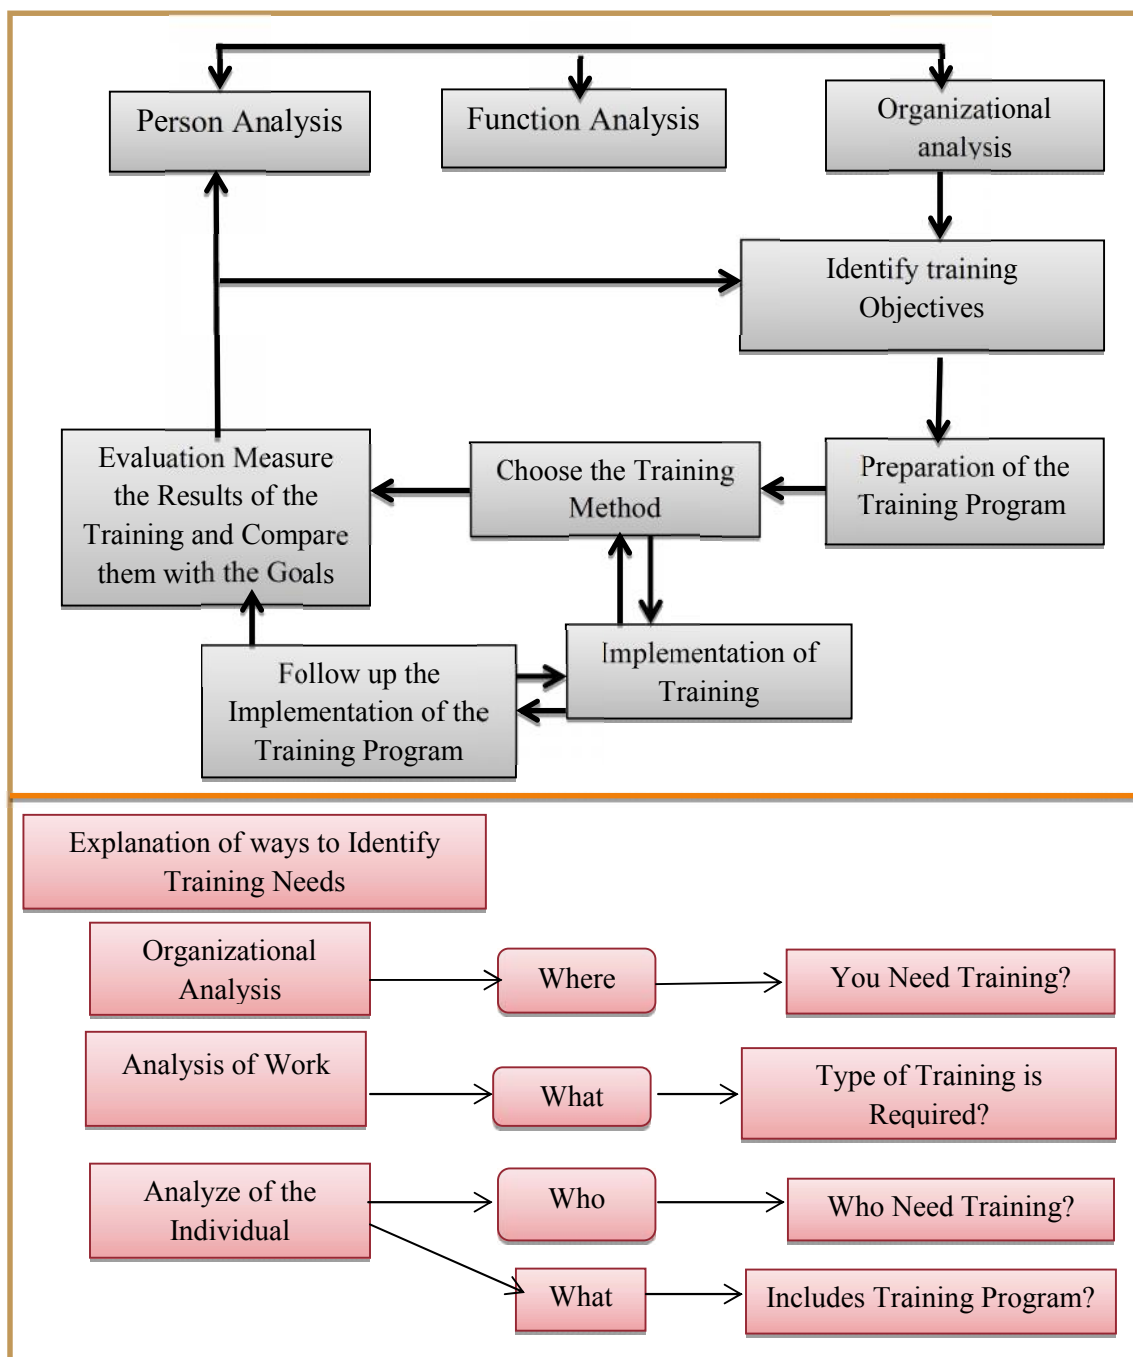 Person Analysis
Function Analysis
Organizational
analysis
Identify training
Objectives
Evaluation Measure
the Results of the
Training and Compare
them with the Goals
Choose the Training
Method
Preparation of the
Training Program
Follow up the
Implementation of the
Training Program
Implementation of
Training
Explanation of ways to Identify
Training Needs
Organizational
Analysis
Where
You Need Training?
Analysis of Work
What
Type of Training is
Required?
Analyze of the
Individual
Who
Who Need Training?
What
Includes Training Program?